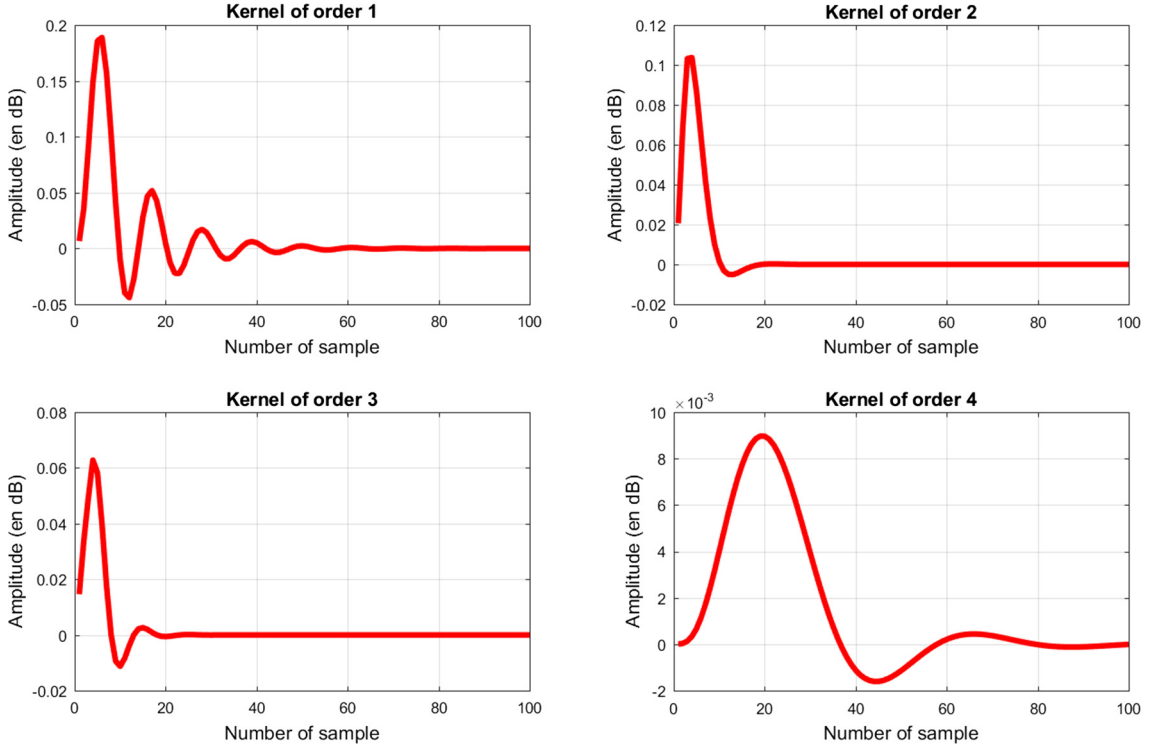 Kernel of order 1
Amplitude (en dB)
0.2
0.15
0.1
0.05
0
-0.05
0 20 40 60 80 100
Number of sample
Kernel of order 2
Amplitude (en dB)
0.12
0.1
0.08
0.06
0.04
0.02
0
-0.02
0 20 40 60 80 100
Number of sample
Kernel of order 3
Amplitude (en dB)
0.08
0.06
0.04
0.02
0
-0.02
0 20 40 60 80 100
Number of sample
Kernel of order 4
×10⁻³
Amplitude (en dB)
10
8
6
4
2
0
-2
0 20 40 60 80 100
Number of sample